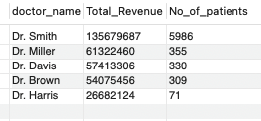 doctor_name Total_Revenue No_of_patients
Dr. Smith 135679687 5986
Dr. Miller 61322460 355
Dr. Davis 57413306 330
Dr. Brown 54075456 309
Dr. Harris 26682124 71